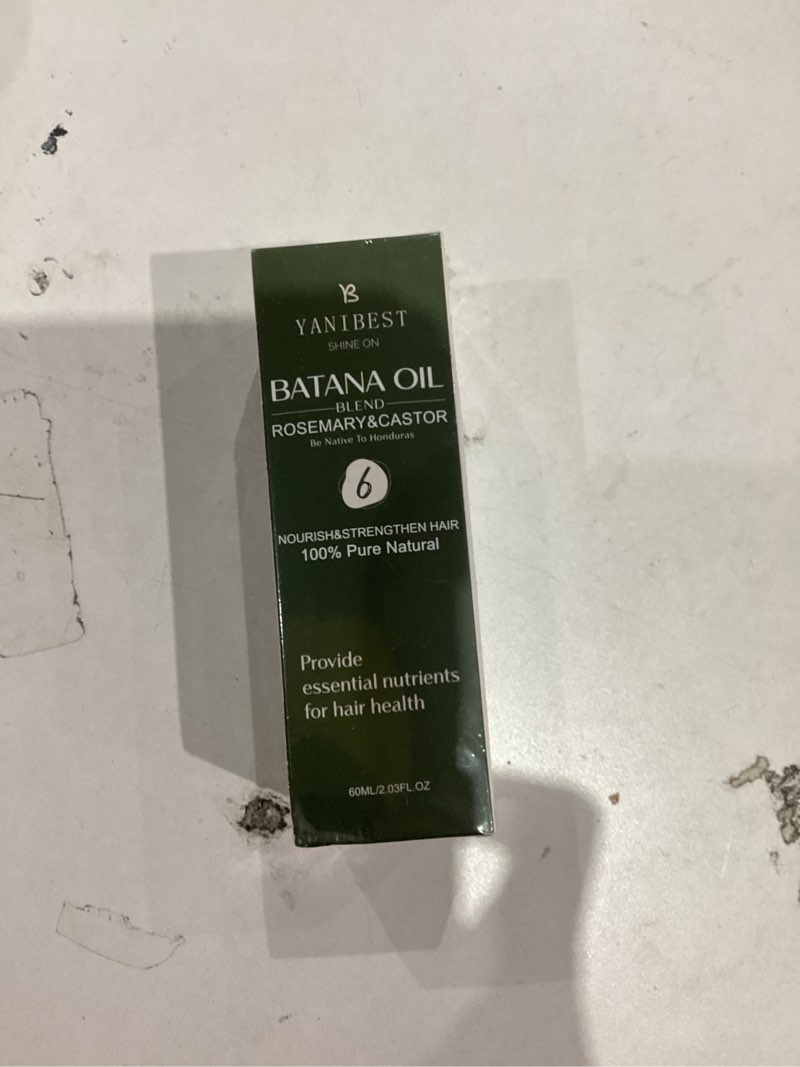 YB
YANIBEST
SHINE ON
BATANA OIL
BLEND
ROSEMARY&CASTOR
Be Native To Honduras
6
NOURISH&STRENGTHEN HAIR
100% Pure Natural
Provide
essential nutrients
for hair health
60ML/2.03FL.OZ